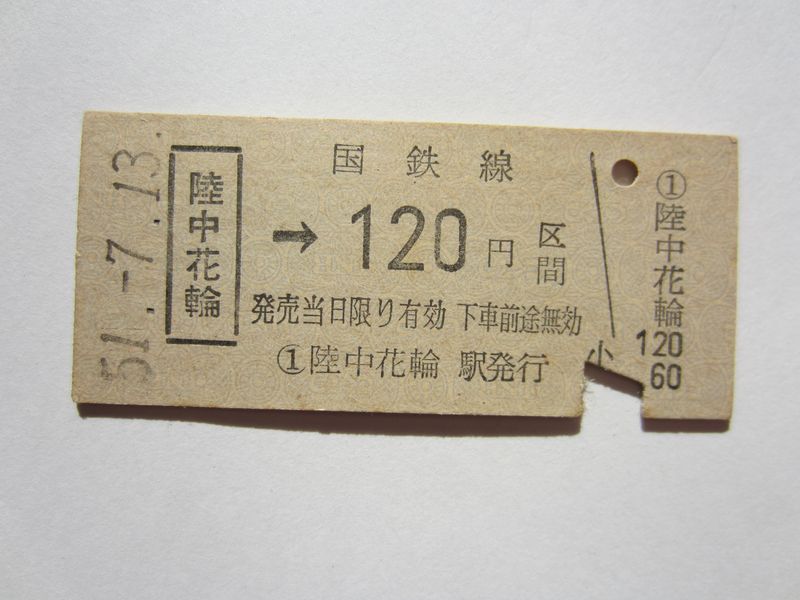 51.-7.13.
陸中花輪
国鉄線
→120円区間
発売当日限り有効 下車前途無効
①陸中花輪 駅発行
小
①陸中花輪
120
60